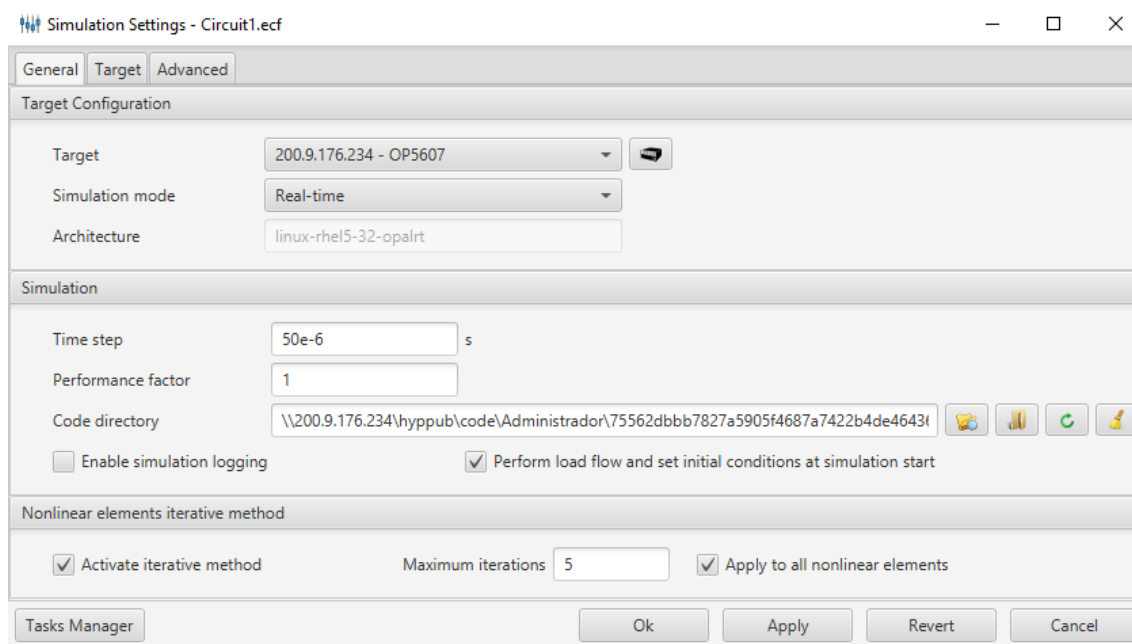 Simulation Settings - Circuit1.ecf
General Target Advanced
Target Configuration
Target 200.9.176.234 - OP5607
Simulation mode Real-time
Architecture linux-rhel5-32-opalrt
Simulation
Time step 50e-6 s
Performance factor 1
Code directory \\200.9.176.234\hyppub\code\Administrador\75562dbbb7827a5905f4687a7422b4de46436
Enable simulation logging Perform load flow and set initial conditions at simulation start
Nonlinear elements iterative method
Activate iterative method Maximum iterations 5 Apply to all nonlinear elements
Tasks Manager Ok Apply Revert Cancel